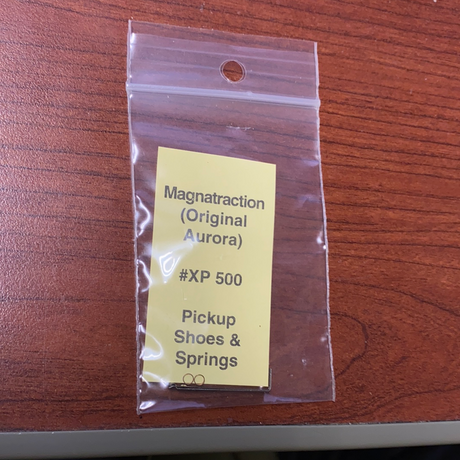 Magnatraction
(Original
Aurora)
#XP 500
Pickup
Shoes &
Springs